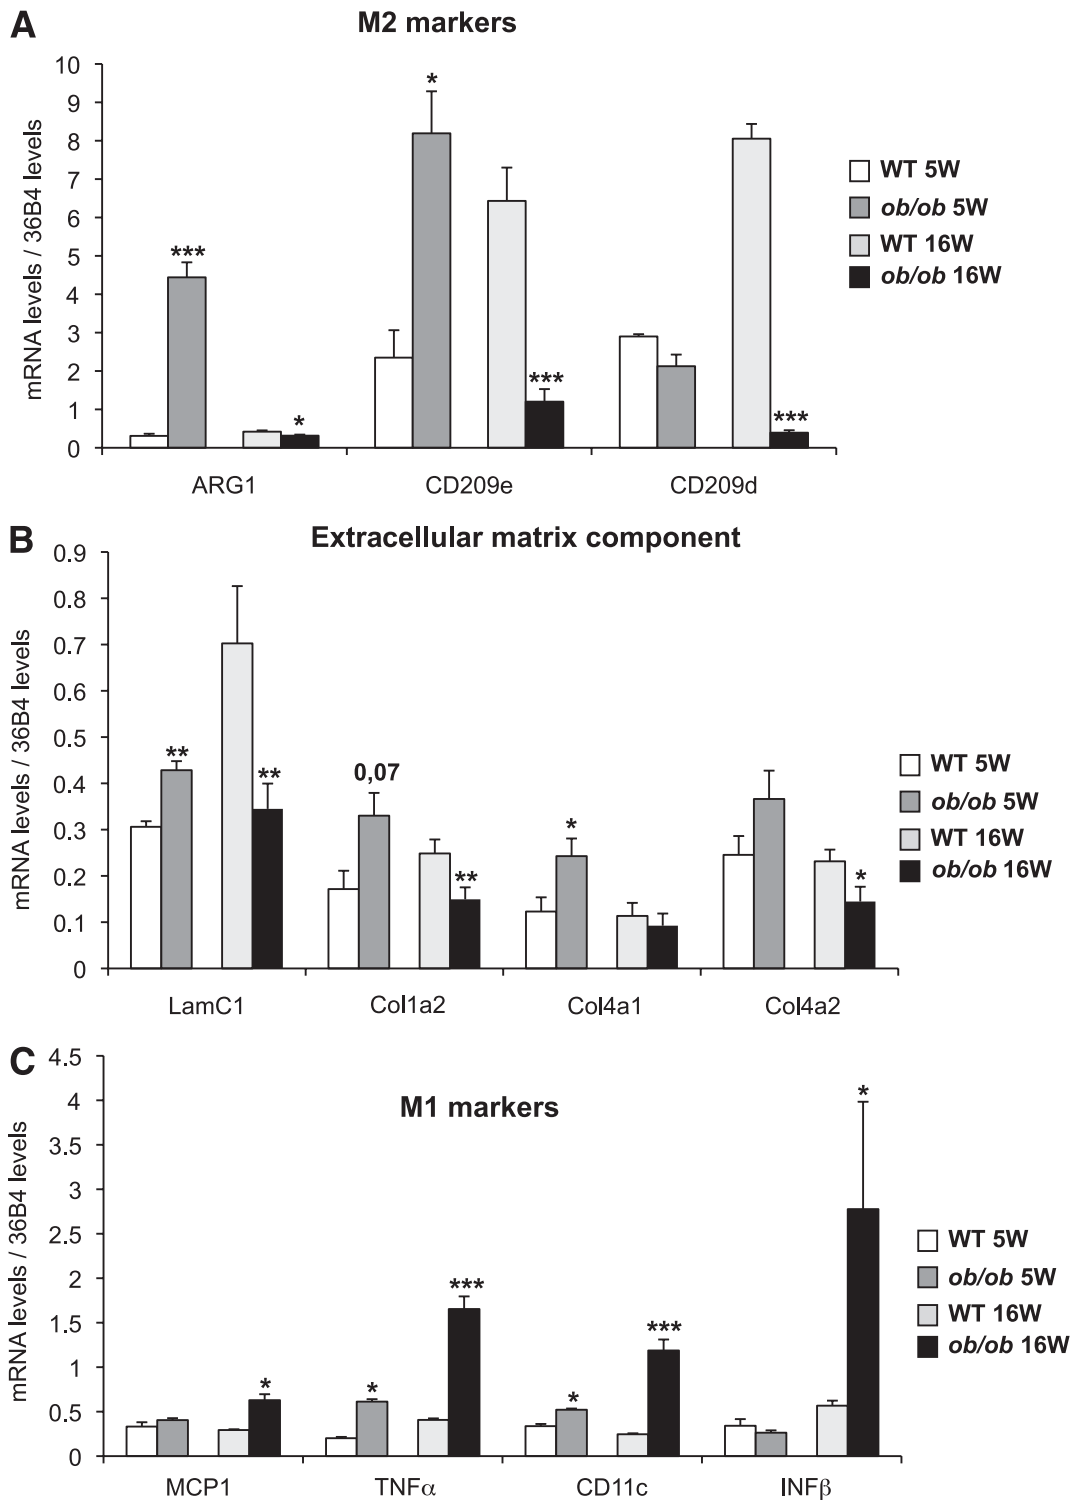 A
M2 markers
mRNA levels / 36B4 levels
10
9
8
7
6
5
4
3
2
1
0
***
*
***
*
***
ARG1
CD209e
CD209d
WT 5W
ob/ob 5W
WT 16W
ob/ob 16W
B
Extracellular matrix component
mRNA levels / 36B4 levels
0.9
0.8
0.7
0.6
0.5
0.4
0.3
0.2
0.1
0
**
**
0,07
**
*
*
LamC1
Col1a2
Col4a1
Col4a2
WT 5W
ob/ob 5W
WT 16W
ob/ob 16W
C
M1 markers
mRNA levels / 36B4 levels
4.5
4
3.5
3
2.5
2
1.5
1
0.5
0
*
*
***
*
***
*
MCP1
TNFα
CD11c
INFβ
WT 5W
ob/ob 5W
WT 16W
ob/ob 16W